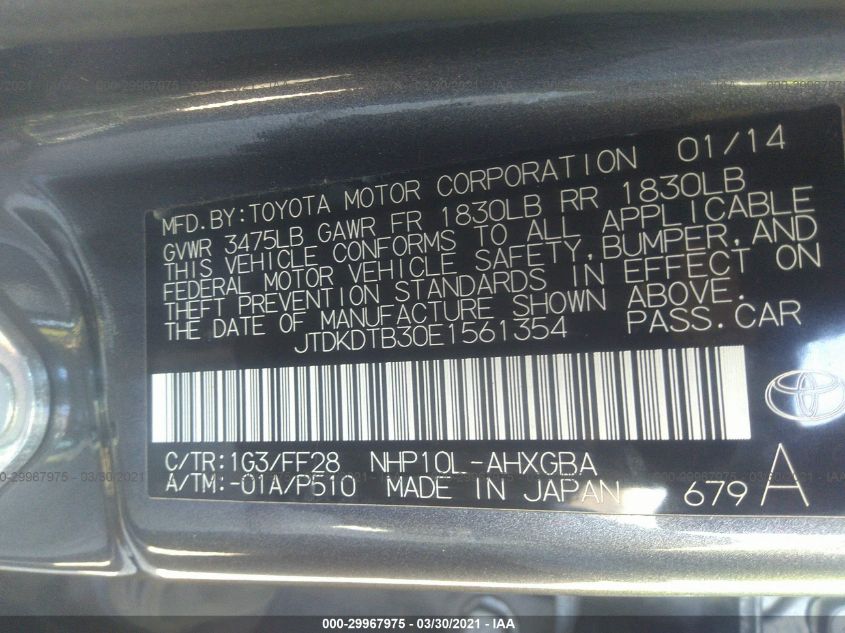 MFD.BY:TOYOTA MOTOR CORPORATION 01/14
GVWR 3475LB GAWR FR 1830LB RR 1830LB
THIS VEHICLE CONFORMS TO ALL APPLICABLE
FEDERAL MOTOR VEHICLE SAFETY,BUMPER,AND
THEFT PREVENTION STANDARDS IN EFFECT ON
THE DATE OF MANUFACTURE SHOWN ABOVE.
JTDKDTB30E1561354 PASS.CAR
C/TR:1G3/FF28 NHP10L-AHXGBA
A/TM:-01A/P510 MADE IN JAPAN 679 A
000-29967975 - 03/30/2021 - IAA